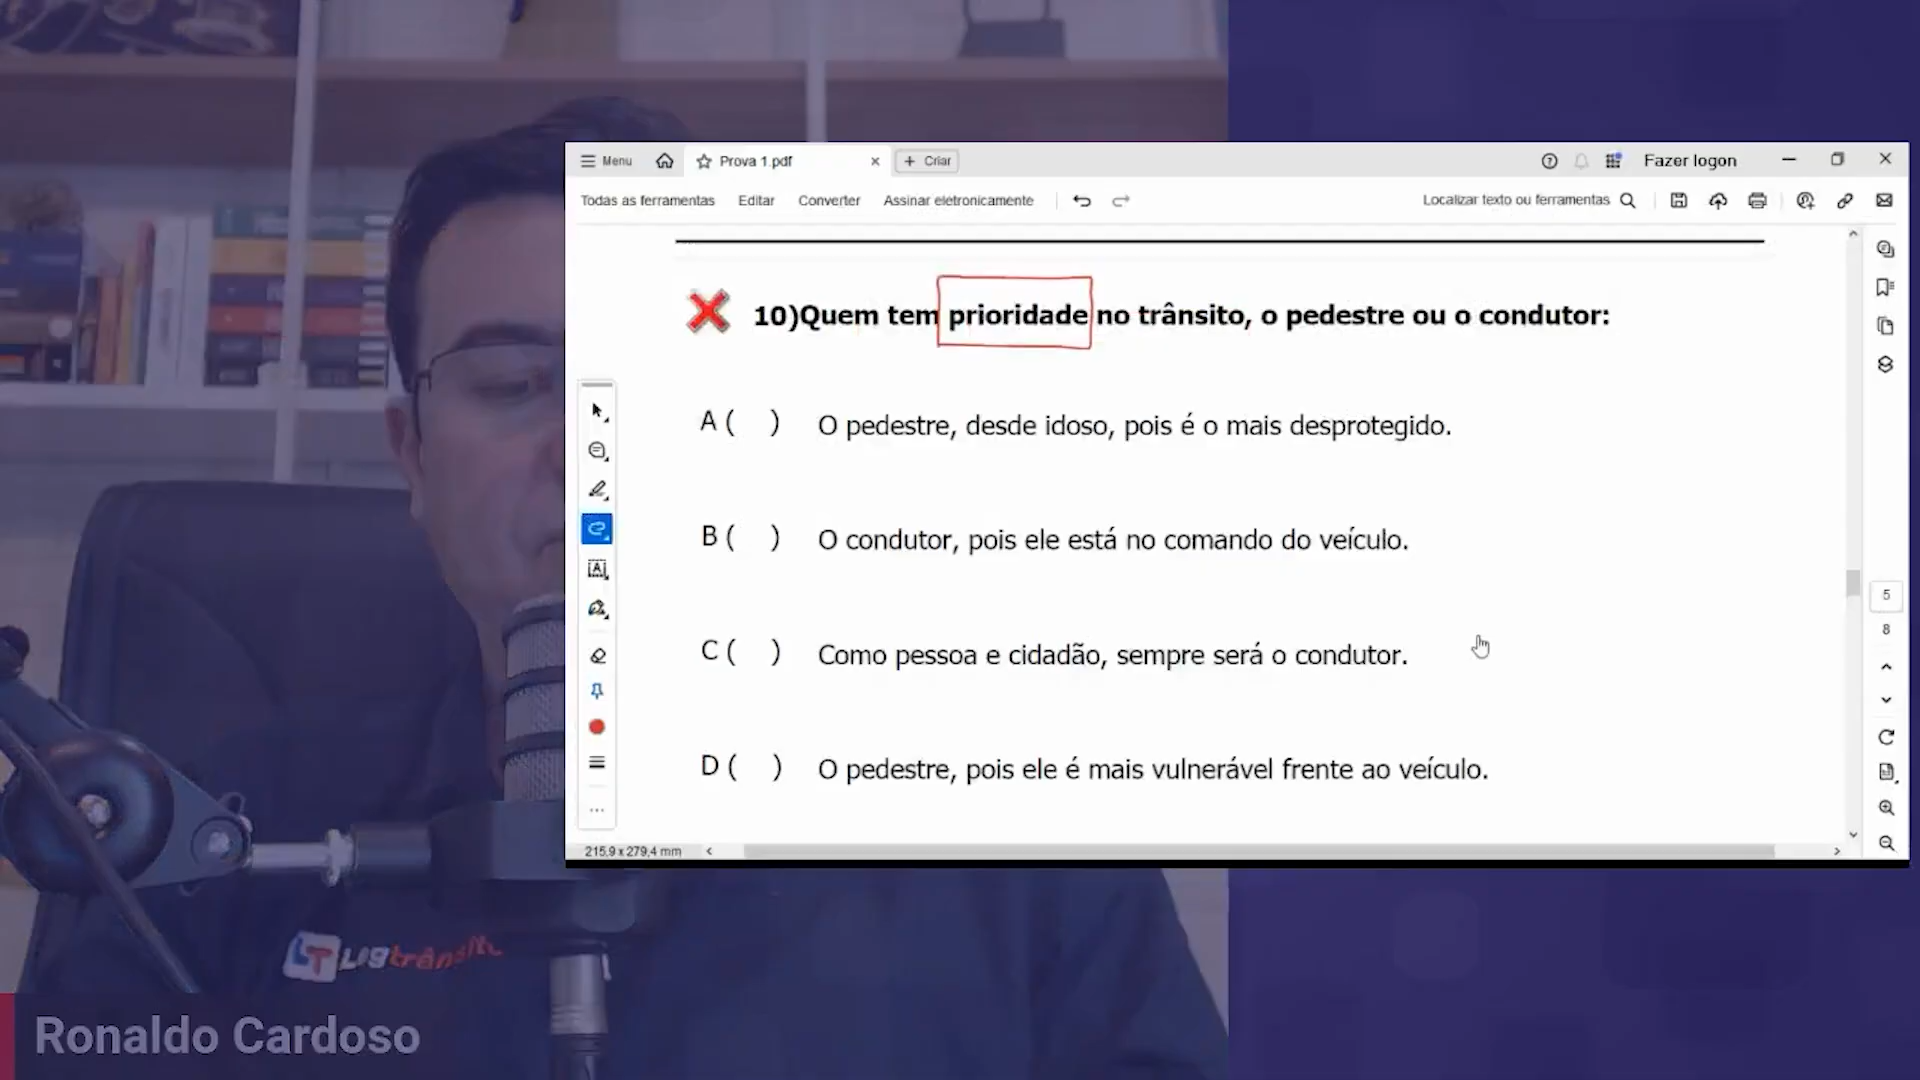 Menu
Prova 1.pdf
Criar
Fazer logon
Todas as ferramentas
Editar
Converter
Assinar eletronicamente
Localizar texto ou ferramentas
10)Quem tem prioridade no trânsito, o pedestre ou o condutor:
A ( ) O pedestre, desde idoso, pois é o mais desprotegido.
B ( ) O condutor, pois ele está no comando do veículo.
C ( ) Como pessoa e cidadão, sempre será o condutor.
D ( ) O pedestre, pois ele é mais vulnerável frente ao veículo.
5
8
215,9 x 279,4 mm
LT Legtrânsito
Ronaldo Cardoso